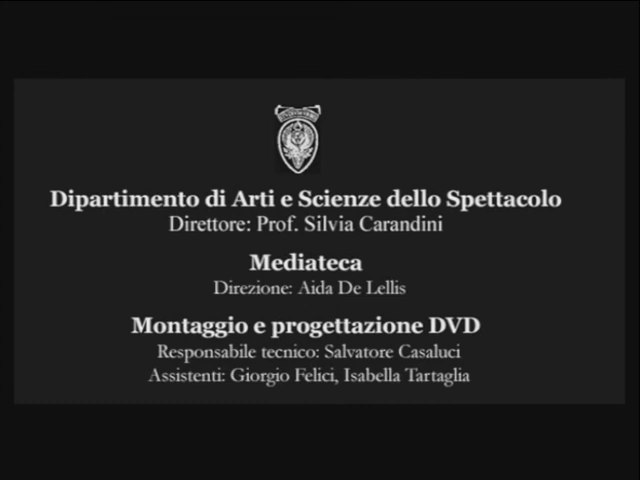 Dipartimento di Arti e Scienze dello Spettacolo
Direttore: Prof. Silvia Carandini
Mediateca
Direzione: Aida De Lellis
Montaggio e progettazione DVD
Responsabile tecnico: Salvatore Casaluci
Assistenti: Giorgio Felici, Isabella Tartaglia